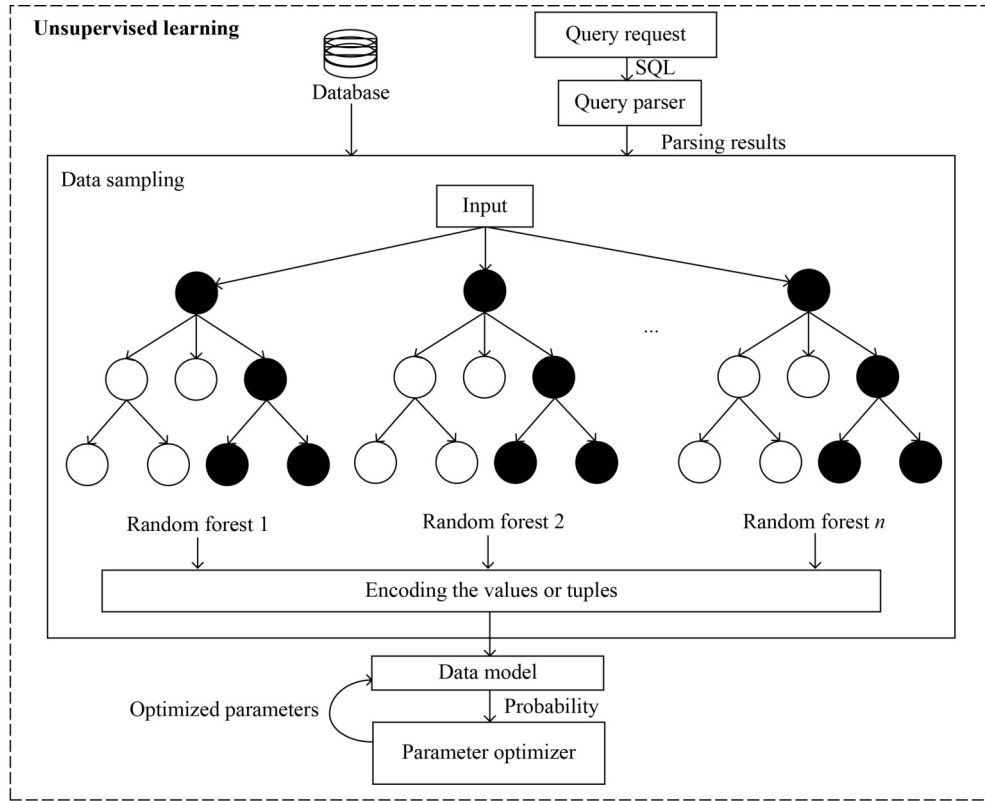 Unsupervised learning
Query request
SQL
Database
Query parser
Parsing results
Data sampling
Input
...
Random forest 1
Random forest 2
Random forest n
Encoding the values or tuples
Data model
Optimized parameters
Probability
Parameter optimizer